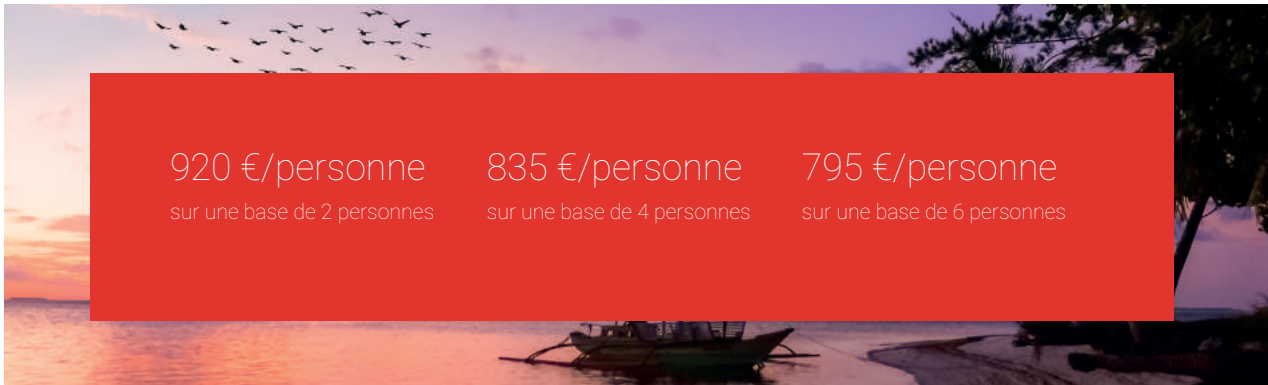 920 €/personne
sur une base de 2 personnes
835 €/personne
sur une base de 4 personnes
795 €/personne
sur une base de 6 personnes